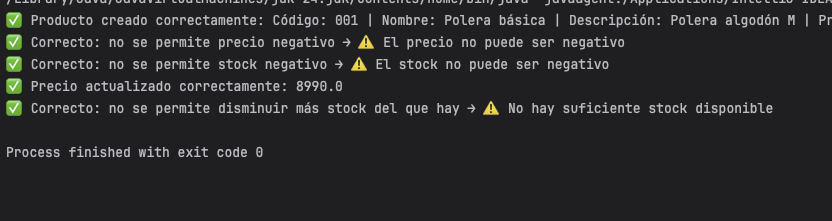 /Library/Java/JavaVirtualMachines/jdk-24.jdk/Contents/Home/bin/java -javaagent:/Applications/IntelliJ IDEA
✅ Producto creado correctamente: Código: 001 | Nombre: Polera básica | Descripción: Polera algodón M | Pr
✅ Correcto: no se permite precio negativo → ⚠️ El precio no puede ser negativo
✅ Correcto: no se permite stock negativo → ⚠️ El stock no puede ser negativo
✅ Precio actualizado correctamente: 8990.0
✅ Correcto: no se permite disminuir más stock del que hay → ⚠️ No hay suficiente stock disponible
Process finished with exit code 0